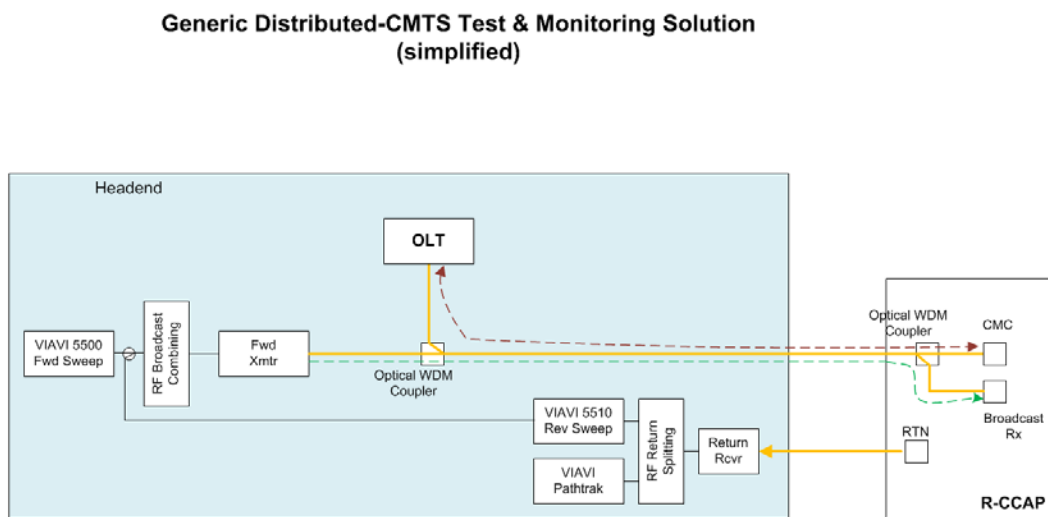 Generic Distributed-CMTS Test & Monitoring Solution
(simplified)
Headend
OLT
VIAVI 5500
Fwd Sweep
RF Broadcast
Combining
Fwd
Xmtr
Optical WDM
Coupler
Optical WDM
Coupler
CMC
Broadcast
Rx
VIAVI 5510
Rev Sweep
VIAVI
Pathtrak
RF Return
Splitting
Return
Rcvr
RTN
R-CCAP